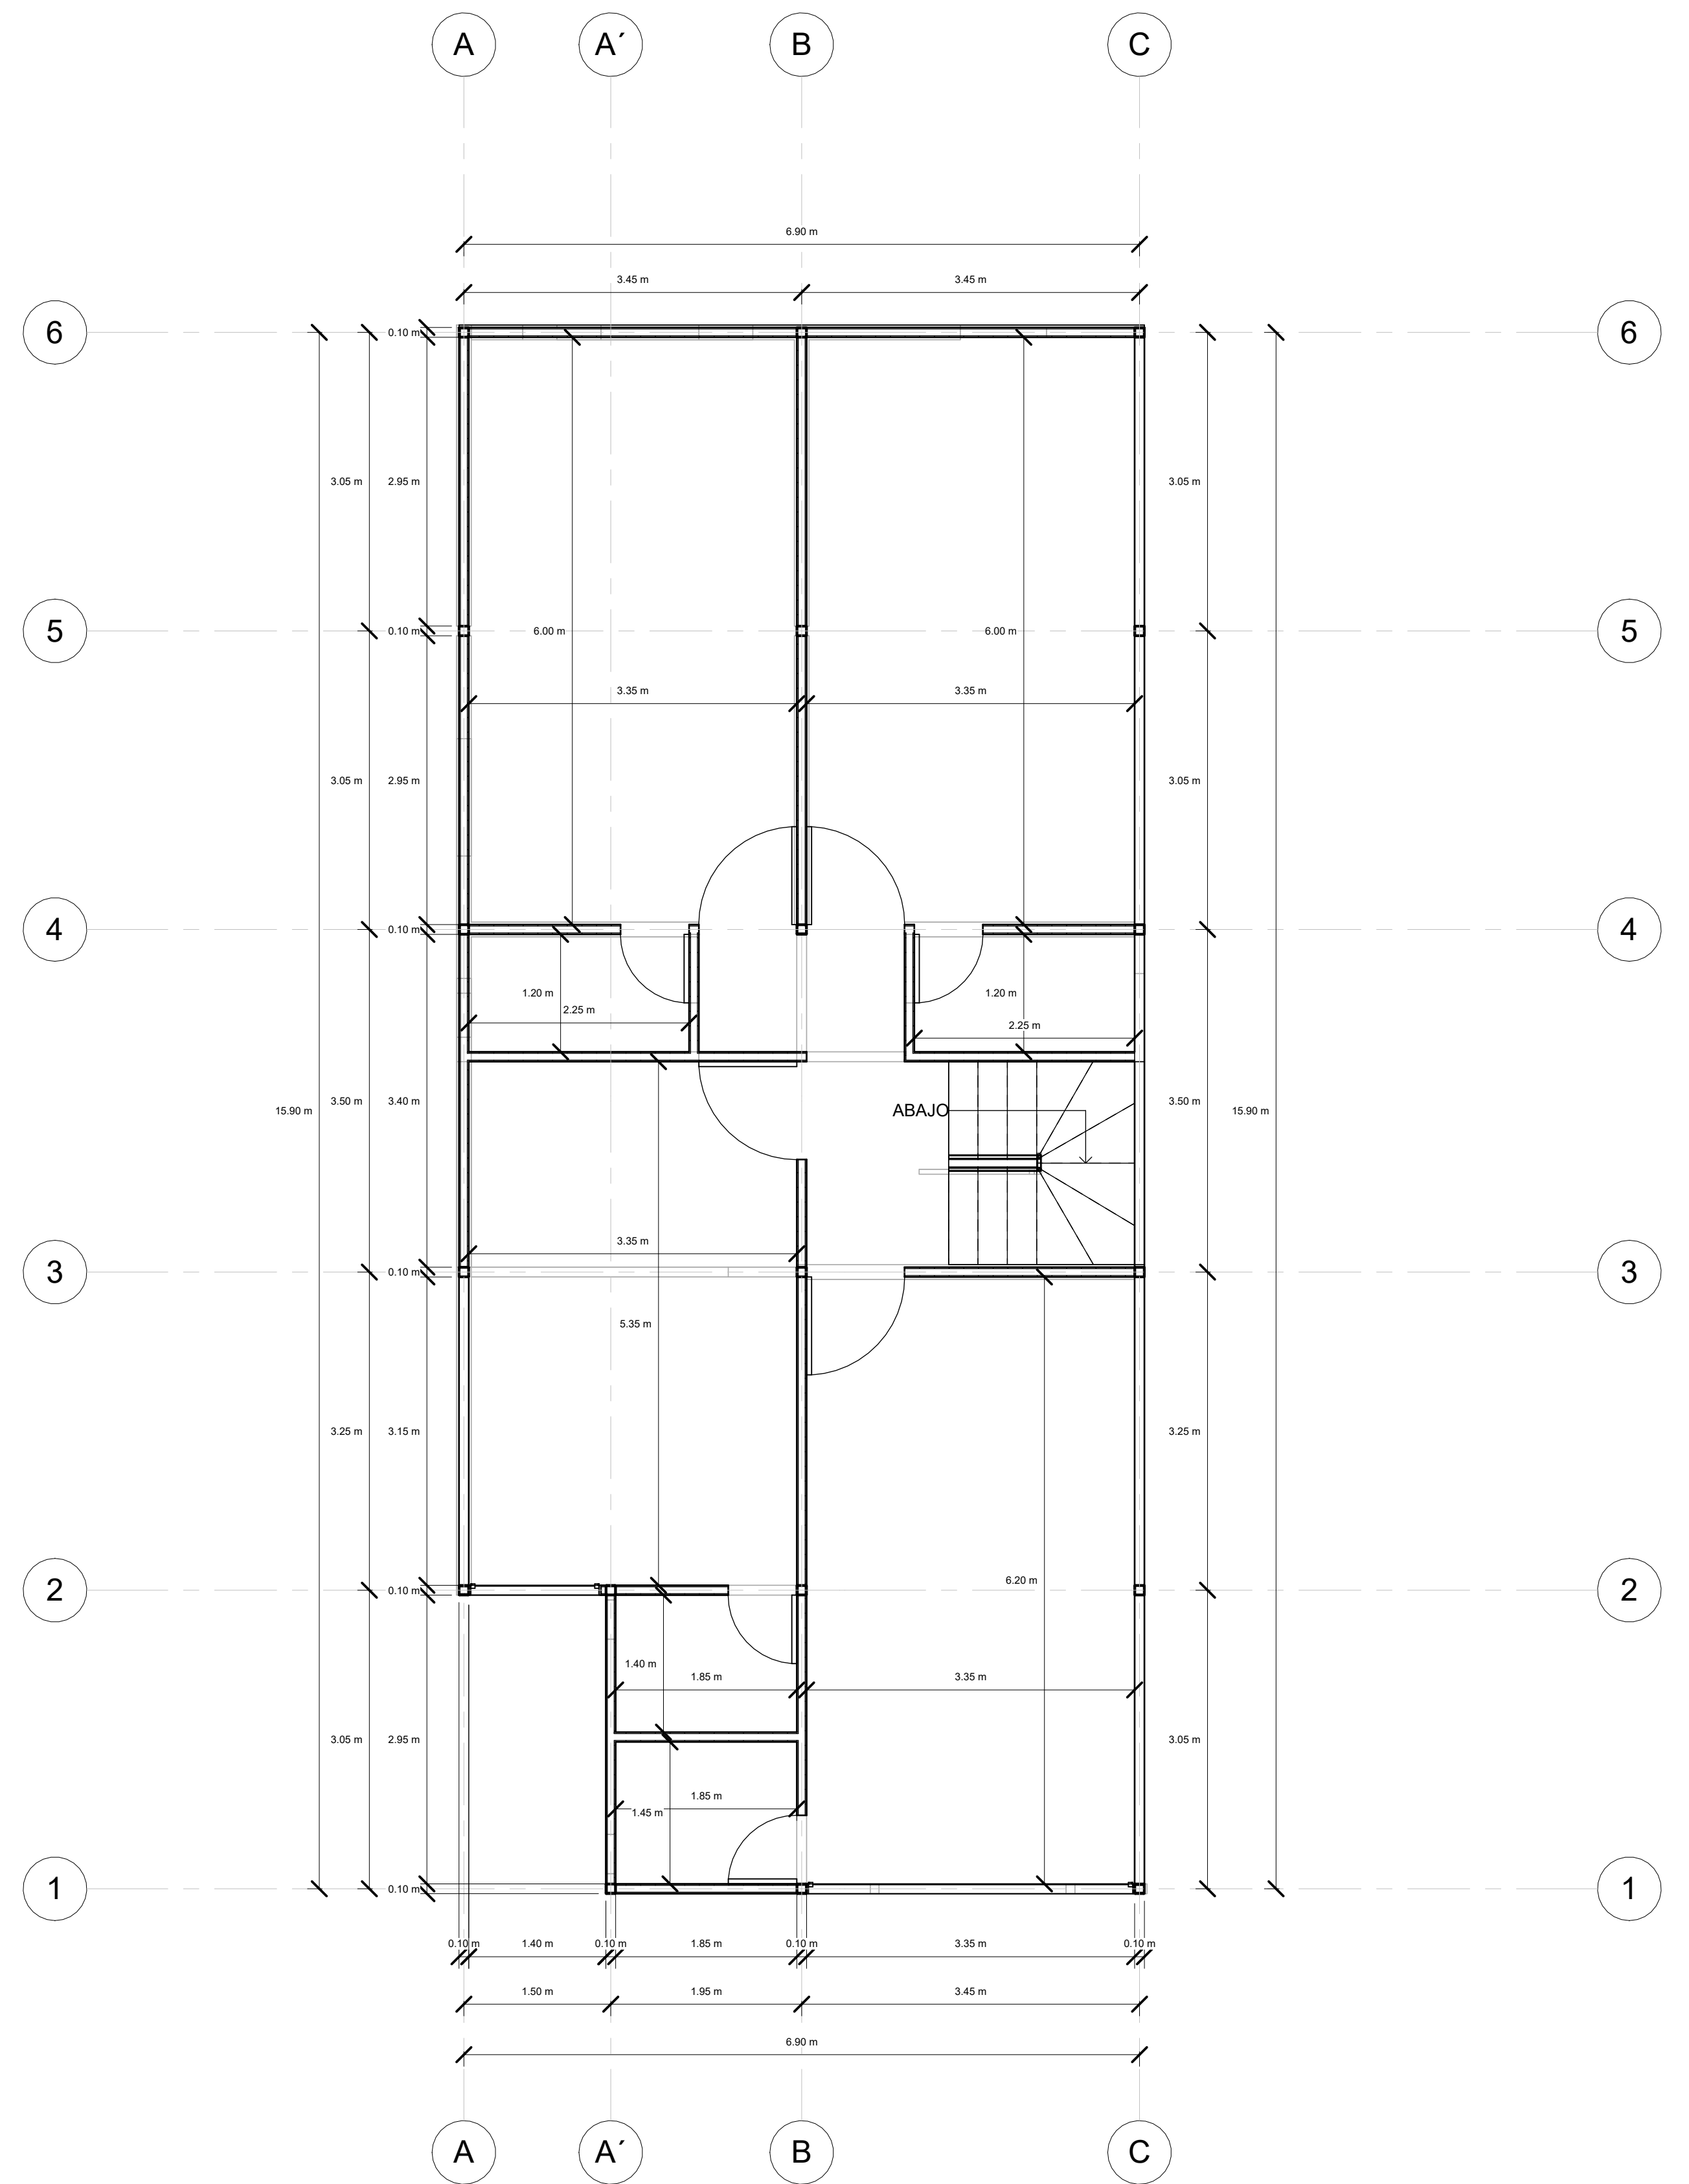 A A´ B C
6.90 m
3.45 m 3.45 m
6 0.10 m 6
3.05 m 2.95 m 3.05 m
5 0.10 m 6.00 m 6.00 m 5
3.35 m 3.35 m
3.05 m 2.95 m 3.05 m
4 0.10 m 4
1.20 m 1.20 m
2.25 m
2.25 m
15.90 m 3.50 m 3.40 m ABAJO 3.50 m 15.90 m
3.35 m
3 0.10 m 3
5.35 m
3.25 m 3.15 m 3.25 m
6.20 m
2 0.10 m 2
1.40 m
1.85 m 3.35 m
3.05 m 2.95 m 3.05 m
1.85 m
1.45 m
1 0.10 m 1
0.10 m 1.40 m 0.10 m 1.85 m 0.10 m 3.35 m 0.10 m
1.50 m 1.95 m 3.45 m
6.90 m
A A´ B C